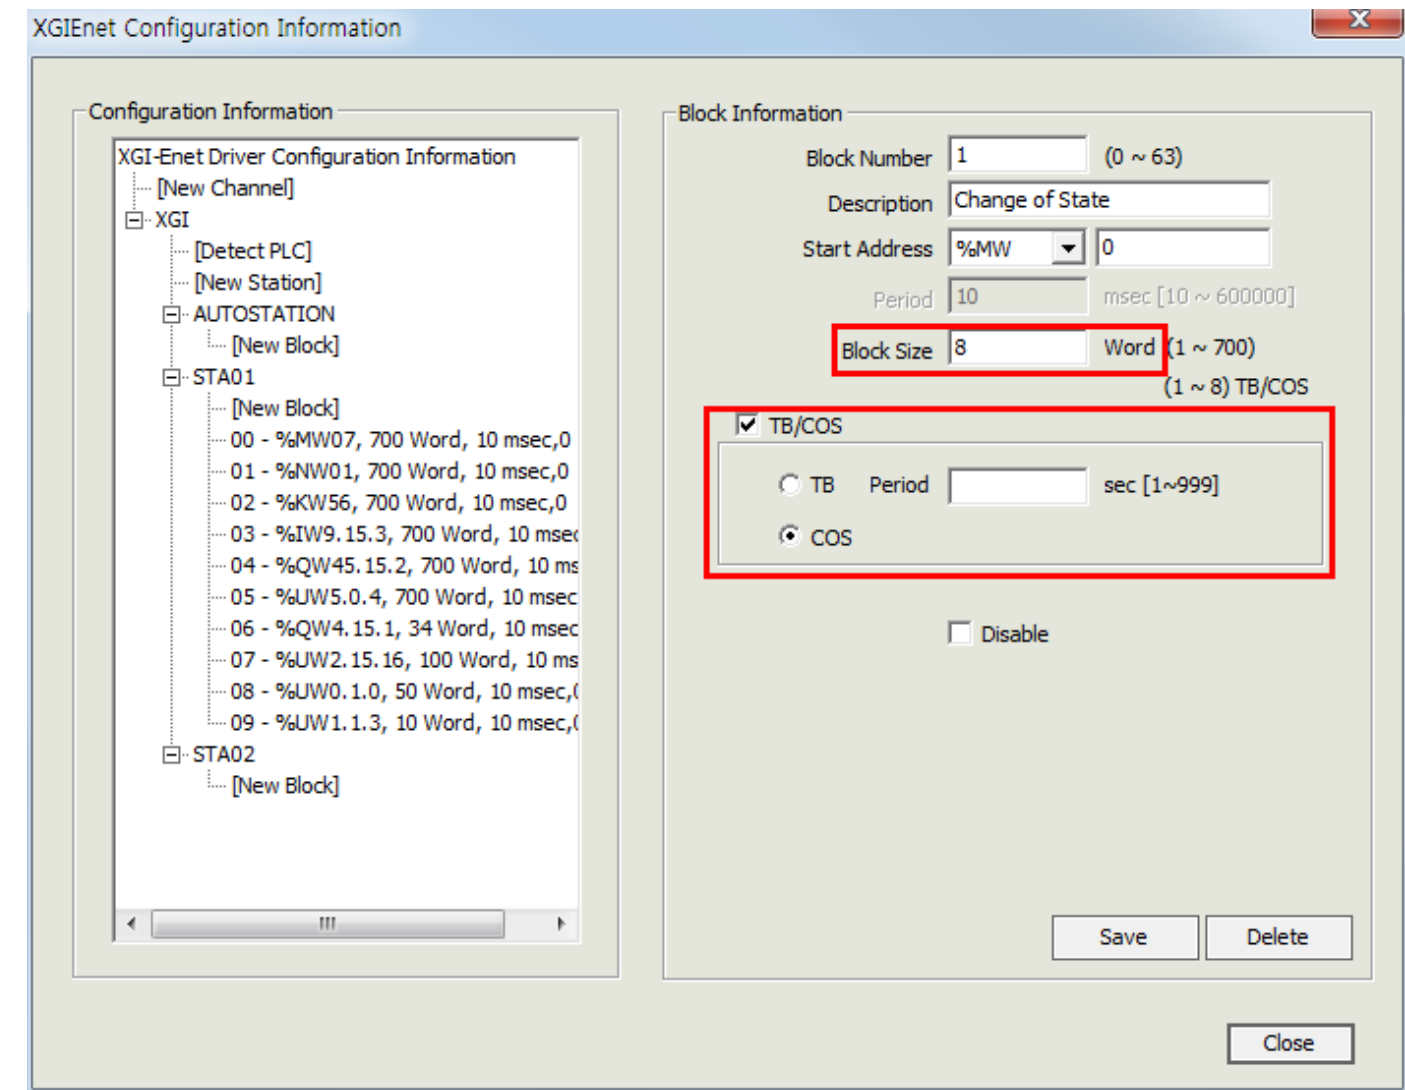 XGIEnet Configuration Information
X
Configuration Information
XGI-Enet Driver Configuration Information
[New Channel]
XGI
[Detect PLC]
[New Station]
AUTOSTATION
[New Block]
STA01
[New Block]
00 - %MW07, 700 Word, 10 msec,0
01 - %NW01, 700 Word, 10 msec,0
02 - %KW56, 700 Word, 10 msec,0
03 - %IW9.15.3, 700 Word, 10 msec
04 - %QW45.15.2, 700 Word, 10 ms
05 - %UW5.0.4, 700 Word, 10 msec
06 - %QW4.15.1, 34 Word, 10 msec
07 - %UW2.15.16, 100 Word, 10 ms
08 - %UW0.1.0, 50 Word, 10 msec,0
09 - %UW1.1.3, 10 Word, 10 msec,0
STA02
[New Block]
Block Information
Block Number 1 (0 ~ 63)
Description Change of State
Start Address %MW 0
Period 10 msec [10 ~ 600000]
Block Size 8 Word (1 ~ 700)
(1 ~ 8) TB/COS
TB/COS
TB Period sec [1~999]
COS
Disable
Save Delete
Close